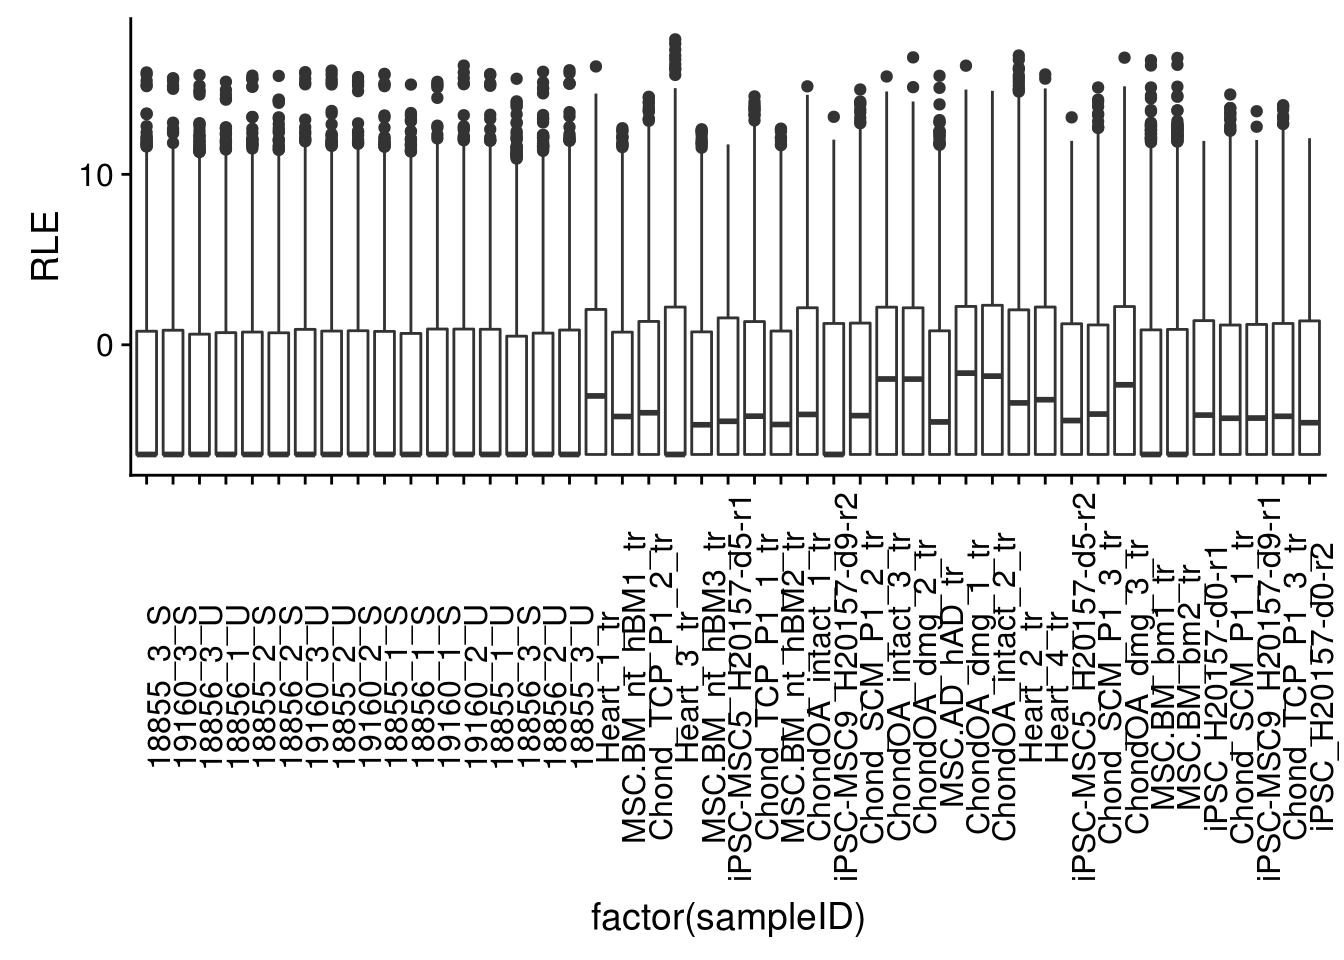 10
0
RLE
18855_3_S
19160_3_S
18856_3_U
18856_1_U
18855_2_S
18856_2_S
19160_3_U
18855_2_U
19160_2_S
18855_1_S
18856_1_S
19160_1_S
19160_2_U
18855_1_U
18856_3_S
18856_2_U
18855_3_U
Heart_1_tr
MSC.BM_nt_hBM1_tr
Chond_TCP_P1_2_tr
Heart_3_tr
MSC.BM_nt_hBM3_tr
iPSC-MSC5_H20157-d5-r1
Chond_TCP_P1_1_tr
MSC.BM_nt_hBM2_tr
ChondOA_intact_1_tr
iPSC-MSC9_H20157-d9-r2
Chond_SCM_P1_2_tr
ChondOA_intact_3_tr
ChondOA_dmg_2_tr
MSC.AD_hAD_tr
ChondOA_dmg_1_tr
ChondOA_intact_2_tr
Heart_2_tr
Heart_4_tr
iPSC-MSC5_H20157-d5-r2
Chond_SCM_P1_3_tr
ChondOA_dmg_3_tr
MSC.BM_bm1_tr
MSC.BM_bm2_tr
iPSC_H20157-d0-r1
Chond_SCM_P1_1_tr
iPSC-MSC9_H20157-d9-r1
Chond_TCP_P1_3_tr
iPSC_H20157-d0-r2
factor(sampleID)